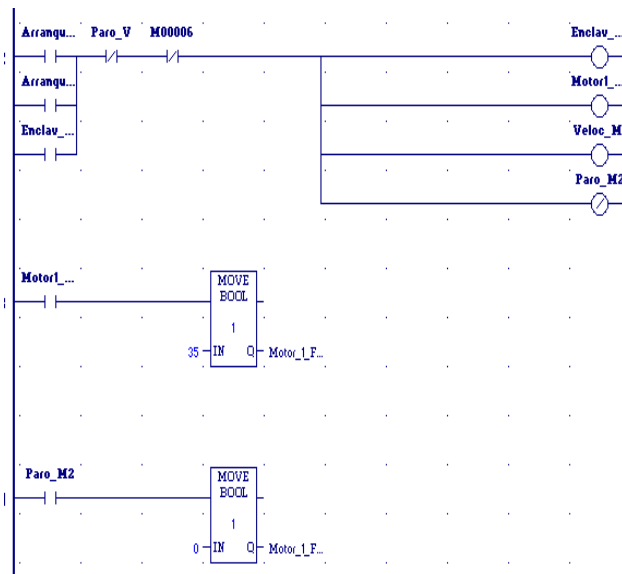 Arranqu... Paro_V M00006 Enclav_...
Arranqu... Motor1_...
Enclav_... Veloc_M
Paro_M2
Motor1_...
MOVE
BOOL
1
35 IN Q Motor_1_F...
Paro_M2
MOVE
BOOL
1
0 IN Q Motor_1_F...